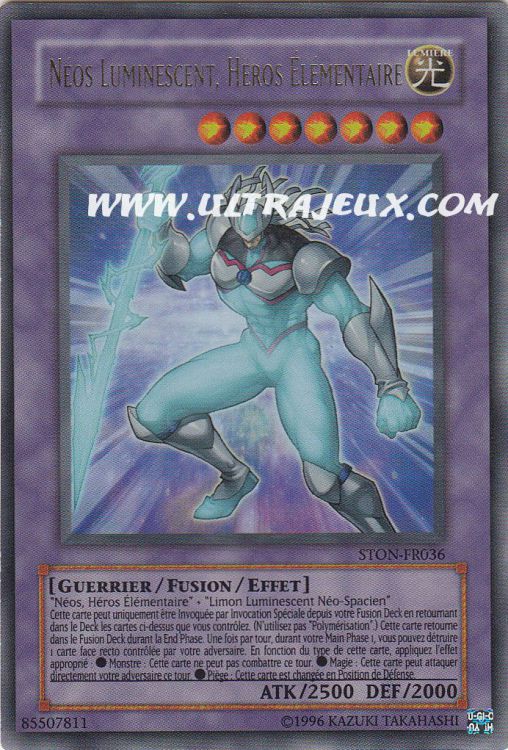 Néos Luminescent, Héros Élémentaire
LUMIERE
光
WWW.ULTRAJEUX.COM
STON-FR036
[Guerrier / Fusion / Effet]
"Néos, Héros Élémentaire" + "Limon Luminescent Néo-Spacien"
Cette carte peut uniquement être Invoquée par Invocation Spéciale depuis votre Fusion Deck en retournant
dans le Deck les cartes ci-dessus que vous contrôlez. (N'utilisez pas "Polymérisation".) Cette carte retourne
dans le Fusion Deck durant la End Phase. Une fois par tour, durant votre Main Phase 1, vous pouvez détruire
1 carte face recto contrôlée par votre adversaire. En fonction du type de cette carte, appliquez l'effet
approprié : ● Monstre : Cette carte ne peut pas combattre ce tour. ● Magie : Cette carte peut attaquer
directement votre adversaire ce tour. ● Piège : Cette carte est changée en Position de Défense.
ATK/2500 DEF/2000
85507811
©1996 KAZUKI TAKAHASHI